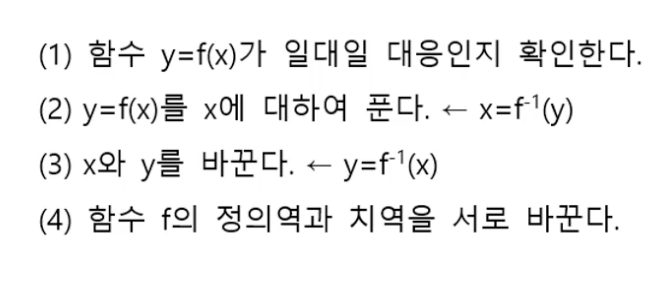 (1) 함수 y=f(x)가 일대일 대응인지 확인한다.
(2) y=f(x)를 x에 대하여 푼다. ← x=f⁻¹(y)
(3) x와 y를 바꾼다. ← y=f⁻¹(x)
(4) 함수 f의 정의역과 치역을 서로 바꾼다.